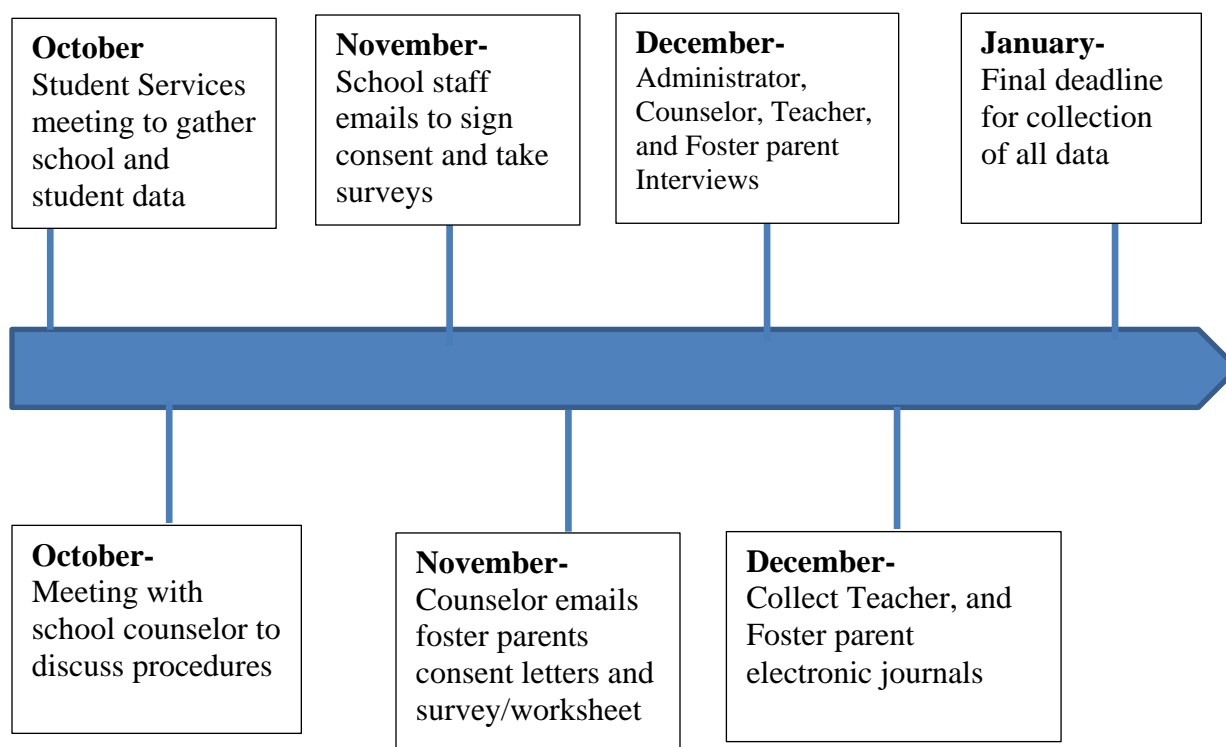 October
Student Services
meeting to gather
school and
student data
November-
School staff
emails to sign
consent and take
surveys
December-
Administrator,
Counselor, Teacher,
and Foster parent
Interviews
January-
Final deadline
for collection
of all data
October-
Meeting with
school counselor to
discuss procedures
November-
Counselor emails
foster parents
consent letters and
survey/worksheet
December-
Collect Teacher, and
Foster parent
electronic journals